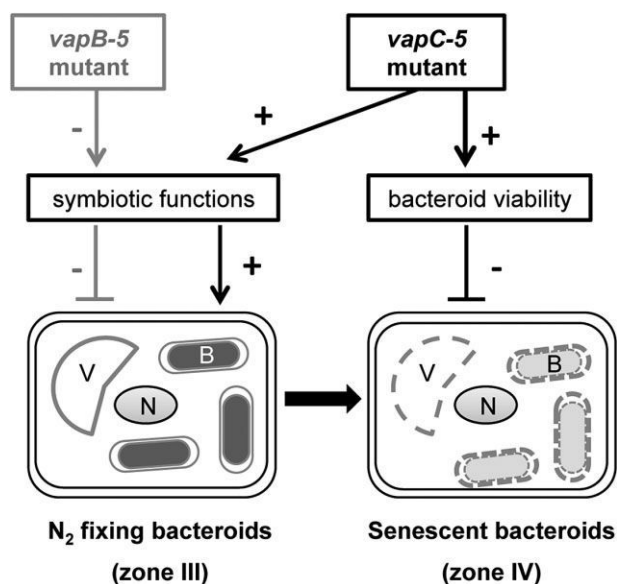 vapB-5
mutant
vapC-5
mutant
-
+
+
symbiotic functions
bacteroid viability
-
+
-
V
B
N
V
B
N
N₂ fixing bacteroids
(zone III)
Senescent bacteroids
(zone IV)